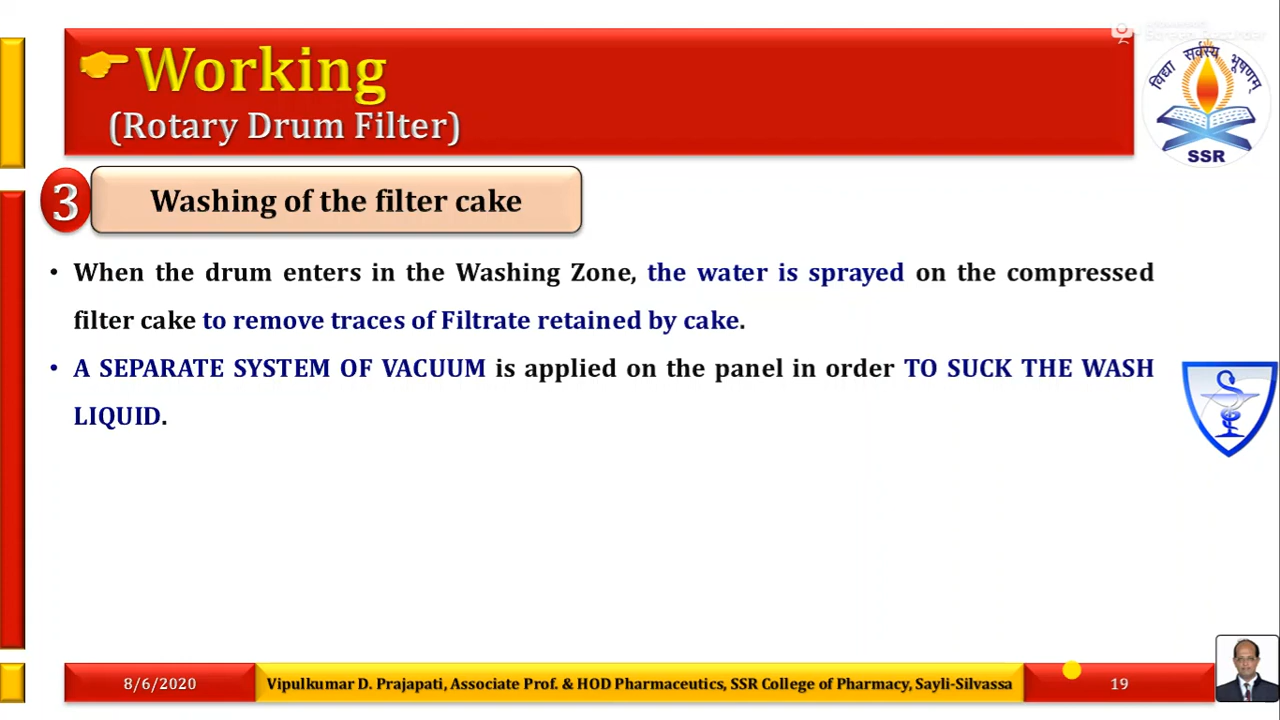 Working
(Rotary Drum Filter)
विद्या सर्वस्य भूषणम्
SSR
3 Washing of the filter cake
• When the drum enters in the Washing Zone, the water is sprayed on the compressed
filter cake to remove traces of Filtrate retained by cake.
• A SEPARATE SYSTEM OF VACUUM is applied on the panel in order TO SUCK THE WASH
LIQUID.
8/6/2020 Vipulkumar D. Prajapati, Associate Prof. & HOD Pharmaceutics, SSR College of Pharmacy, Sayli-Silvassa 19